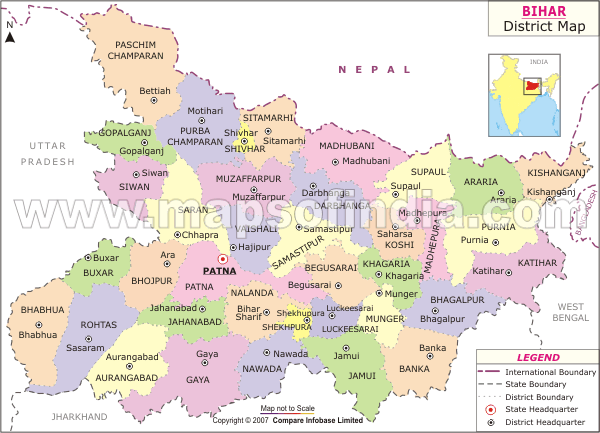 BIHAR
District Map
N
NEPAL
INDIA
UTTAR
PRADESH
PASCHIM
CHAMPARAN
Bettiah
Motihari
PURBA
CHAMPARAN
SITAMARHI
Sitamarhi
Shivhar
SHIVHAR
GOPALGANJ
Gopalganj
MADHUBANI
Madhubani
SUPAUL
Supaul
ARARIA
Araria
KISHANGANJ
Kishanganj
BANGLADESH
Siwan
SIWAN
MUZAFFARPUR
Muzaffarpur
Darbhanga
DARBHANGA
www.mapsofindia.com
SARAN
Chhapra
VAISHALI
Hajipur
Samastipur
SAMASTIPUR
Madhepura
MADHEPURA
Saharsa
KOSHI
PURNIA
Purnia
Buxar
BUXAR
Ara
BHOJPUR
PATNA
PATNA
BEGUSARAI
Begusarai
KHAGARIA
Khagaria
Katihar
KATIHAR
BHABHUA
Bhabhua
ROHTAS
Sasaram
Jahanabad
JAHANABAD
NALANDA
Bihar
Sharif
Shekhupura
SHEKHPURA
Luckeesarai
LUCKEESARAI
Munger
MUNGER
BHAGALPUR
Bhagalpur
WEST
BENGAL
Aurangabad
AURANGABAD
Gaya
GAYA
Nawada
NAWADA
Jamui
JAMUI
Banka
BANKA
JHARKHAND
LEGEND
International Boundary
State Boundary
District Boundary
State Headquarter
District Headquarter
Map not to Scale
Copyright © 2007 Compare Infobase Limited